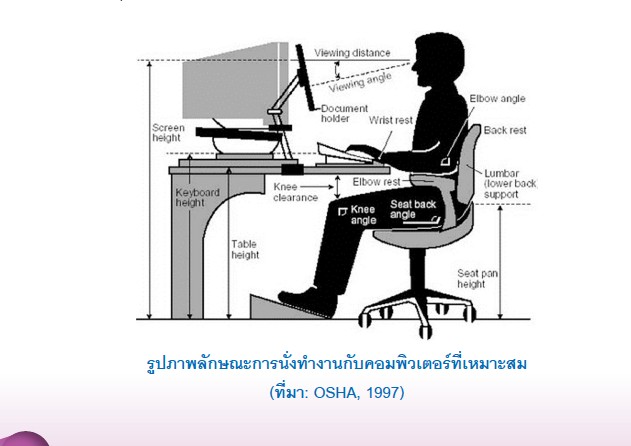 Viewing distance
Viewing angle
Document
holder
Wrist rest
Elbow angle
Back rest
Screen
height
Lumbar
(lower back)
support
Keyboard
height
Knee
clearance
Elbow rest
Knee
angle
Seat back
angle
Table
height
Seat pan
height
รูปภาพลักษณะการนั่งทำงานกับคอมพิวเตอร์ที่เหมาะสม
(ที่มา: OSHA, 1997)